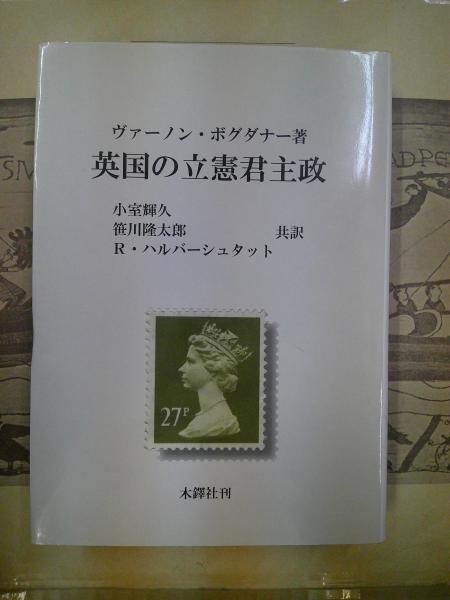 ヴァーノン・ボグダナー著
英国の立憲君主政
小室輝久
笹川隆太郎 共訳
R・ハルバーシュタット
27P
木鐸社刊